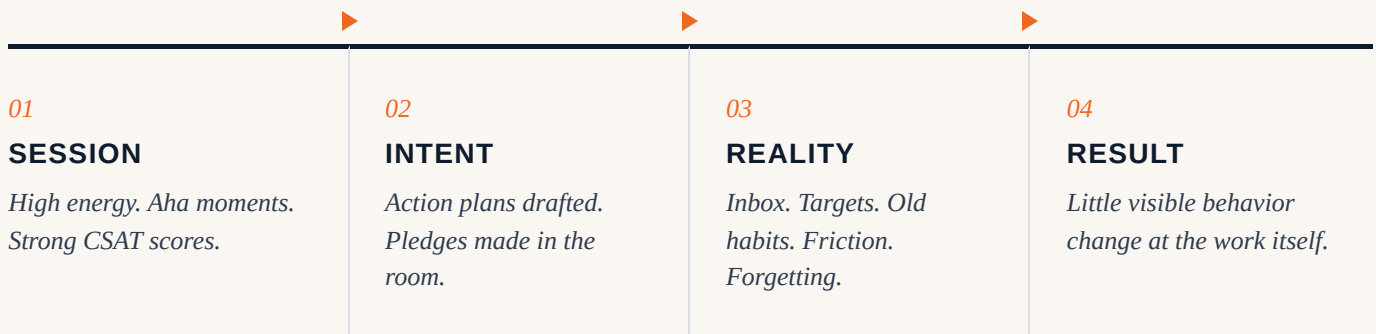 01
SESSION
High energy. Aha moments.
Strong CSAT scores.
02
INTENT
Action plans drafted.
Pledges made in the
room.
03
REALITY
Inbox. Targets. Old
habits. Friction.
Forgetting.
04
RESULT
Little visible behavior
change at the work itself.